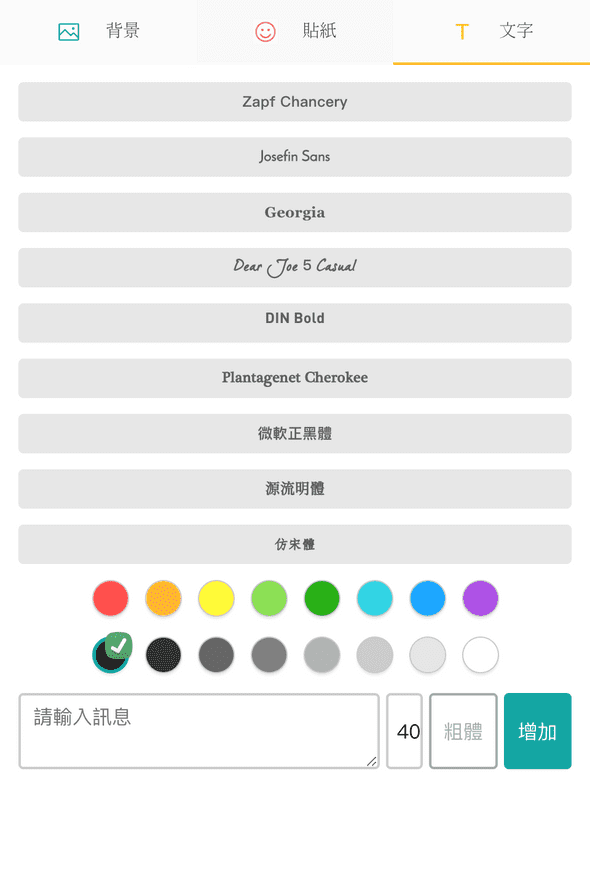 背景
貼紙
文字
Zapf Chancery
Josefin Sans
Georgia
Dear Joe 5 Casual
DIN Bold
Plantagenet Cherokee
微軟正黑體
源流明體
仿宋體
請輸入訊息
40
粗體
增加